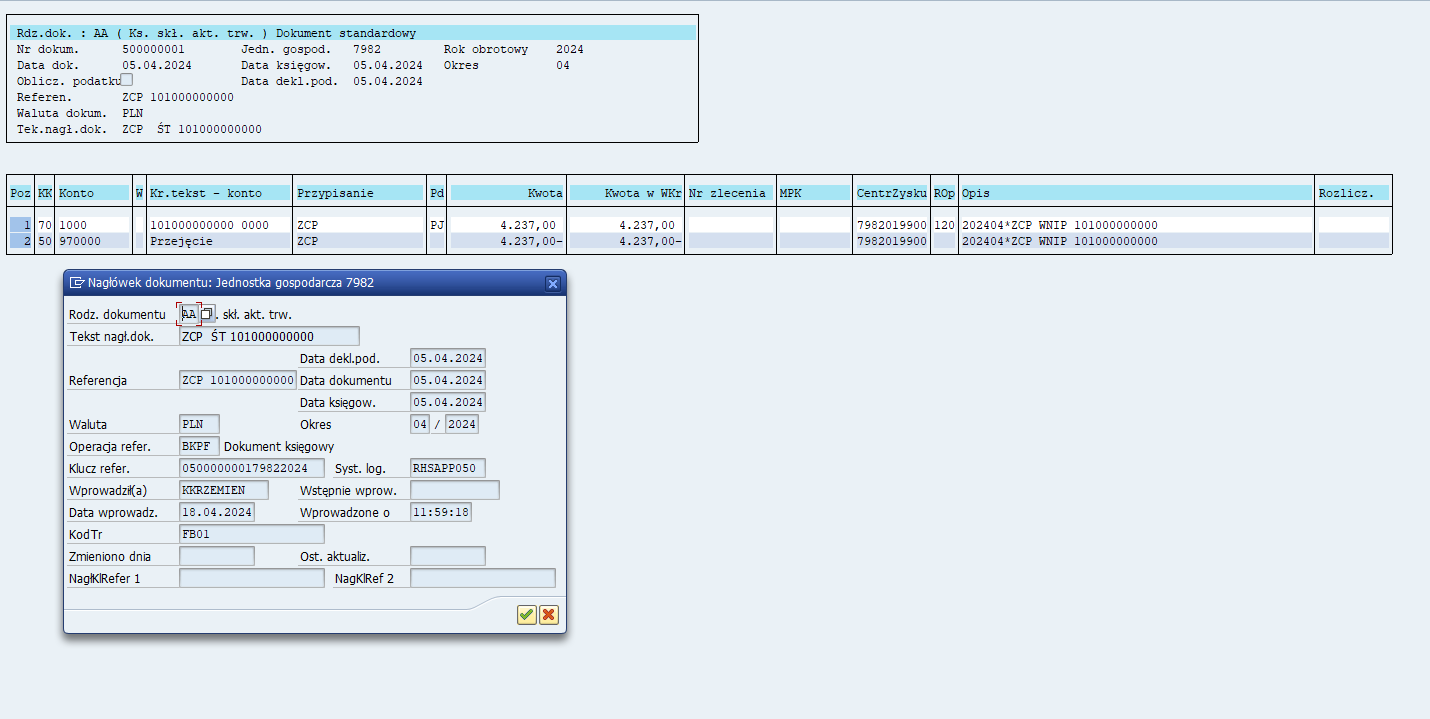 Rdz.dok. : AA ( Ks. skł. akt. trw. ) Dokument standardowy
Nr dokum. 500000001 Jedn. gospod. 7982 Rok obrotowy 2024
Data dok. 05.04.2024 Data księgow. 05.04.2024 Okres 04
Oblicz. podatku Data dekl.pod. 05.04.2024
Referen. ZCP 101000000000
Waluta dokum. PLN
Tek.nagł.dok. ZCP ŚT 101000000000
Poz KK Konto W Kr.tekst - konto Przypisanie Pd Kwota Kwota w WKr Nr zlecenia MPK CentrZysku ROp Opis Rozlicz.
1 70 1000 101000000000 0000 ZCP PJ 4.237,00 4.237,00 7982019900 120 202404*ZCP WNIP 101000000000
2 50 970000 Przejęcie ZCP 4.237,00- 4.237,00- 7982019900 202404*ZCP WNIP 101000000000
Nagłówek dokumentu: Jednostka gospodarcza 7982
Rodz. dokumentu AA . skł. akt. trw.
Tekst nagł.dok. ZCP ŚT 101000000000
Data dekl.pod. 05.04.2024
Referencja ZCP 101000000000 Data dokumentu 05.04.2024
Data księgow. 05.04.2024
Waluta PLN Okres 04 / 2024
Operacja refer. BKPF Dokument księgowy
Klucz refer. 050000000179822024 Syst. log. RHSAPP050
Wprowadził(a) KKRZEMIEN Wstępnie wprow.
Data wprowadz. 18.04.2024 Wprowadzone o 11:59:18
KodTr FB01
Zmieniono dnia Ost. aktualiz.
NagłKlRefer 1 NagKlRef 2